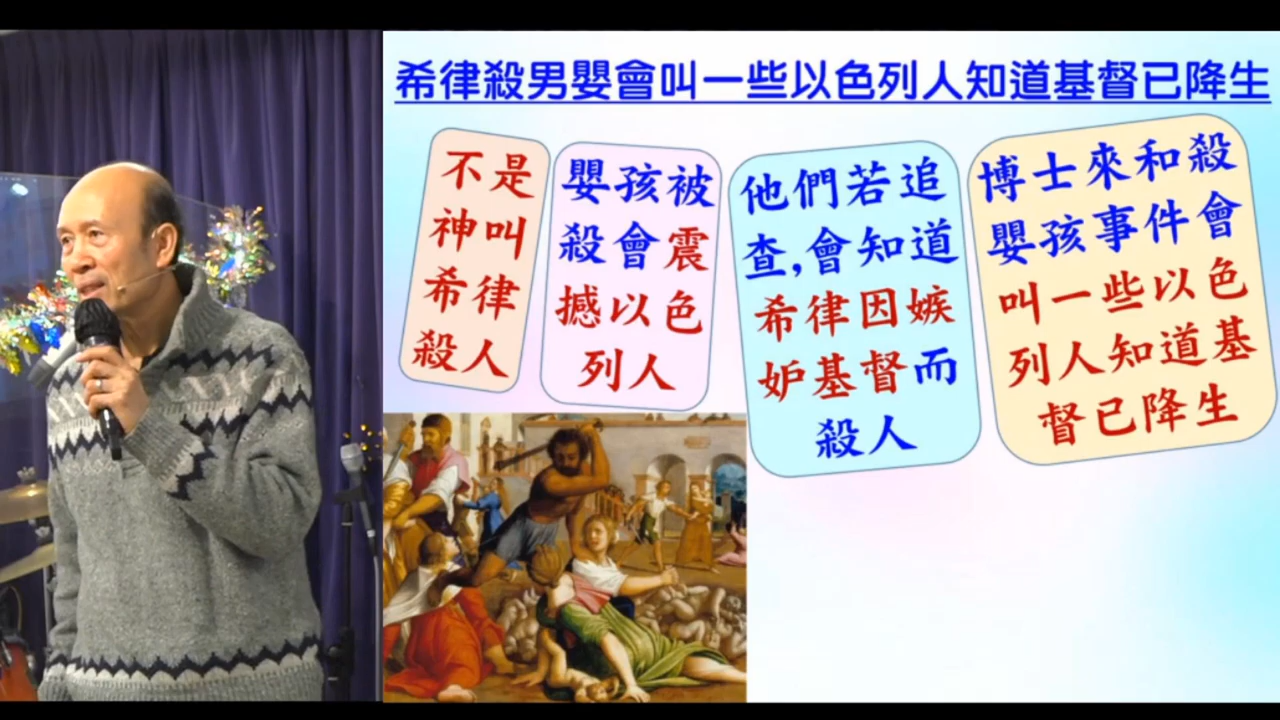 希律殺男嬰會叫一些以色列人知道基督已降生
不是
神叫
希律
殺人
嬰孩被
殺會震
撼以色
列人
他們若追
查,會知道
希律因嫉
妒基督而
殺人
博士來和殺
嬰孩事件會
叫一些以色
列人知道基
督已降生